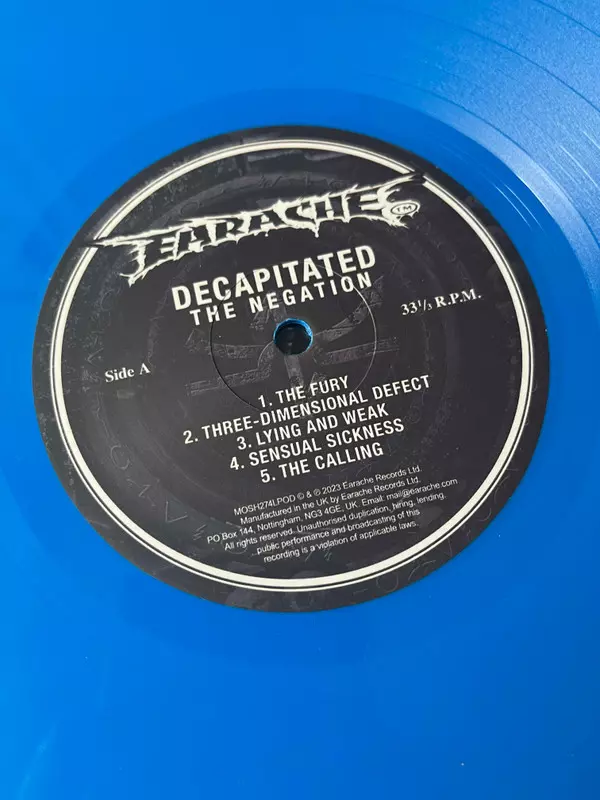 EARACHE
TM
DECAPITATED
THE NEGATION
33⅓ R.P.M.
Side A
1. THE FURY
2. THREE-DIMENSIONAL DEFECT
3. LYING AND WEAK
4. SENSUAL SICKNESS
5. THE CALLING
MOSH274LPOD © & ℗ 2023 Earache Records Ltd.
Manufactured in the UK by Earache Records Ltd.
PO Box 144, Nottingham, NG3 4GE, UK. Email: mail@earache.com
All rights reserved. Unauthorised duplication, hiring, lending,
public performance and broadcasting of this
recording is a violation of applicable laws.